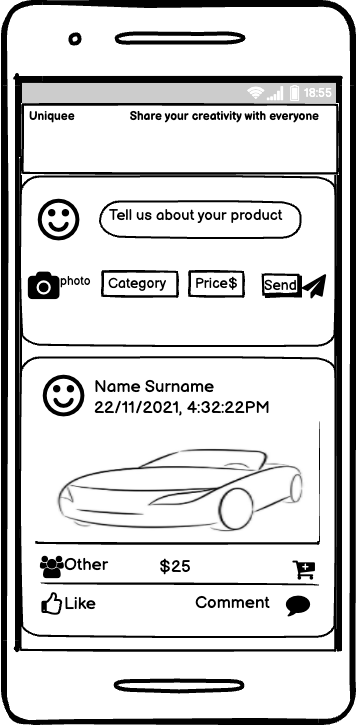 18:55
Uniquee Share your creativity with everyone
Tell us about your product
photo Category Price$ Send
Name Surname
22/11/2021, 4:32:22PM
Other $25
Like Comment